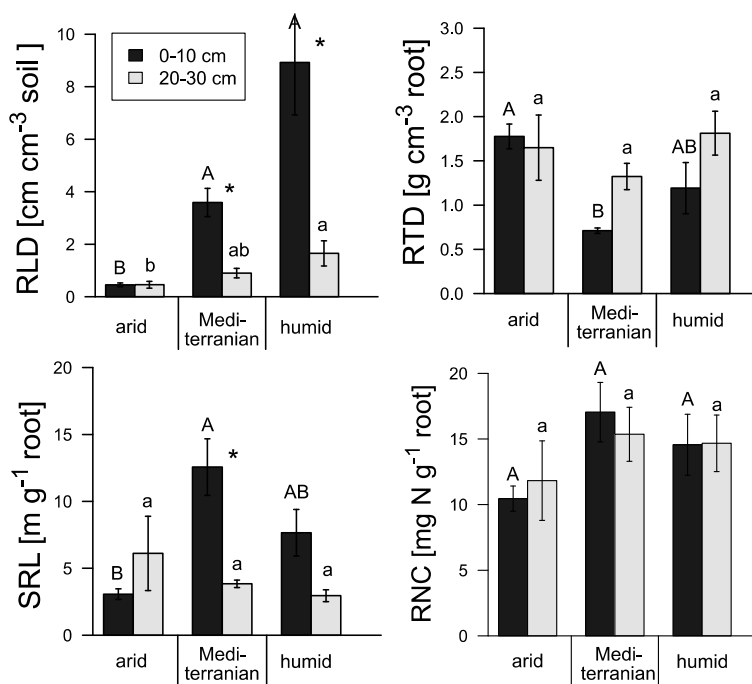 RLD [cm cm⁻³ soil]
10
8
6
4
2
0
0-10 cm
20-30 cm
B
b
A
*
ab
A
*
a
arid
Medi-
terranian
humid
RTD [g cm⁻³ root]
3.0
2.5
2.0
1.5
1.0
0.5
0.0
A
a
B
a
AB
a
arid
Medi-
terranian
humid
SRL [m g⁻¹ root]
20
15
10
5
0
B
a
A
*
a
AB
a
arid
Medi-
terranian
humid
RNC [mg N g⁻¹ root]
20
15
10
5
0
A
a
A
a
A
a
arid
Medi-
terranian
humid